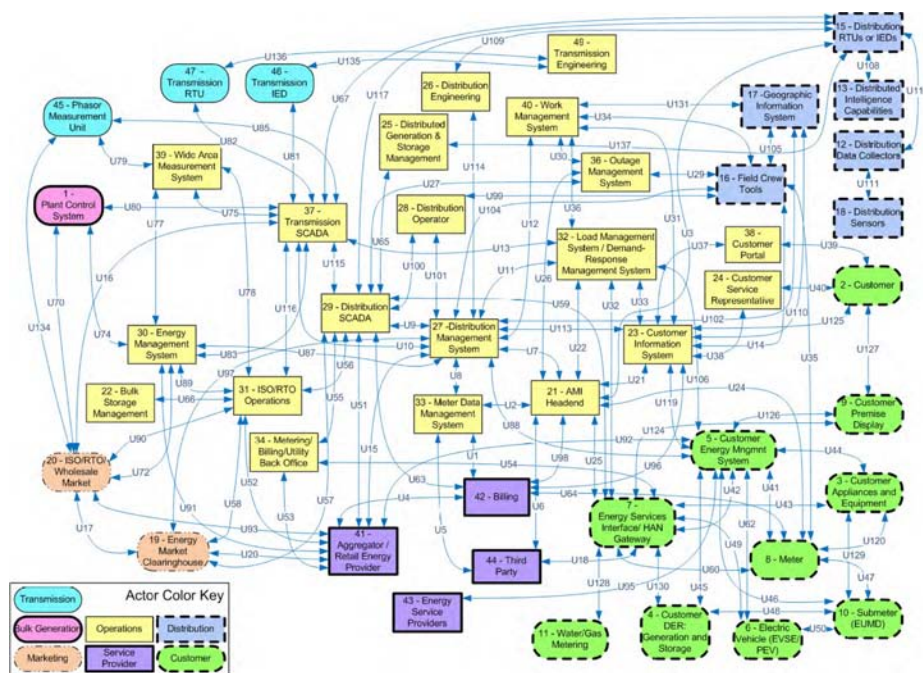 15 - Distribution
RTUs or IEDs
U136
U109
49 -
Transmission
Engineering
47 -
Transmission
RTU
46 -
Transmission
IED
U135
U67
U117
26 - Distribution
Engineering
U108
U11
45 - Phasor
Measurement
Unit
17 -Geographic
Information
System
13 - Distributed
Intelligence
Capabilities
40 - Work
Management
System
U131
U34
25 - Distributed
Generation &
Storage
Management
U82
U85
U79
39 - Wide Area
Measurement
System
U81
U114
U137
U105
12 - Distribution
Data Collectors
U30
36 - Outage
Management
System
U29
16 - Field Crew
Tools
U111
18 - Distribution
Sensors
1 -
Plant Control
System
U80
U75
U27
U99
U104
28 - Distribution
Operator
37 -
Transmission
SCADA
U77
U12
U36
U31
U3
U65
U13
32 - Load Management
System / Demand-
Response
Management System
U37
38 - Customer
Portal
U39
U16
U78
U115
U100
U101
U11
U26
24 - Customer
Service
Representative
2 - Customer
U40
U70
U134
U116
U59
U32
U33
U102
U110
U125
29 - Distribution
SCADA
U9
27 -Distribution
Management
System
U113
23 - Customer
Information
System
U14
U38
U74
30 - Energy
Management
System
U83
U87
U10
U22
U35
U127
U97
U56
U7
U8
U21
U106
22 - Bulk
Storage
Management
U89
U66
31 - ISO/RTO
Operations
U55
U51
33 - Meter Data
Management
System
U2
21 - AMI
Headend
U119
U24
9 - Customer
Premise
Display
U88
U126
U124
U92
34 - Metering/
Billing/Utility
Back Office
U15
U1
U98
U25
U96
5 - Customer
Energy Mngmnt
System
U44
U90
20 - ISO/RTO/
Wholesale
Market
U72
U52
U54
U63
U64
U41
U42
3 - Customer
Appliances and
Equipment
U91
U58
U53
U57
U4
42 - Billing
U43
U17
U93
U20
19 - Energy
Market
Clearinghouse
41 -
Aggregator /
Retail Energy
Provider
U5
U6
7 -
Energy Services
Interface/ HAN
Gateway
U62
U49
U120
U129
8 - Meter
44 - Third
Party
U18
U60
U128
U95
U130
U45
U46
U47
U48
43 - Energy
Service
Providers
11 - Water/Gas
Metering
4 - Customer
DER:
Generation
and Storage
6 - Electric
Vehicle (EVSE/
PEV)
U50
10 - Submeter
(EUMD)
Actor Color Key
Transmission
Bulk Generation
Operations
Distribution
Marketing
Service
Provider
Customer